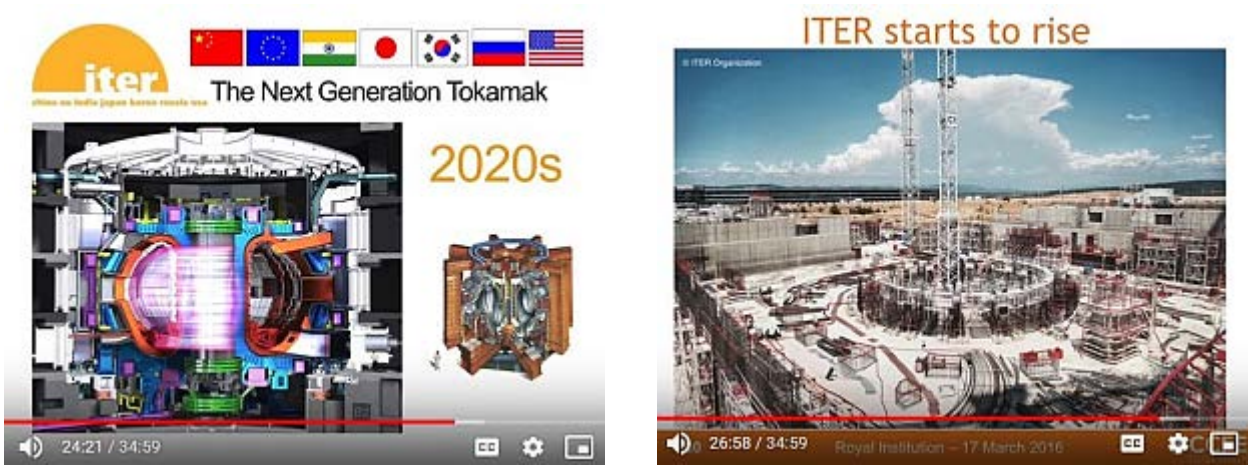 iter
china eu india japan korea russia usa
The Next Generation Tokamak
2020s
24:21 / 34:59
CC
ITER starts to rise
© ITER Organization
26:58 / 34:59
Royal Institution – 17 March 2016
CC